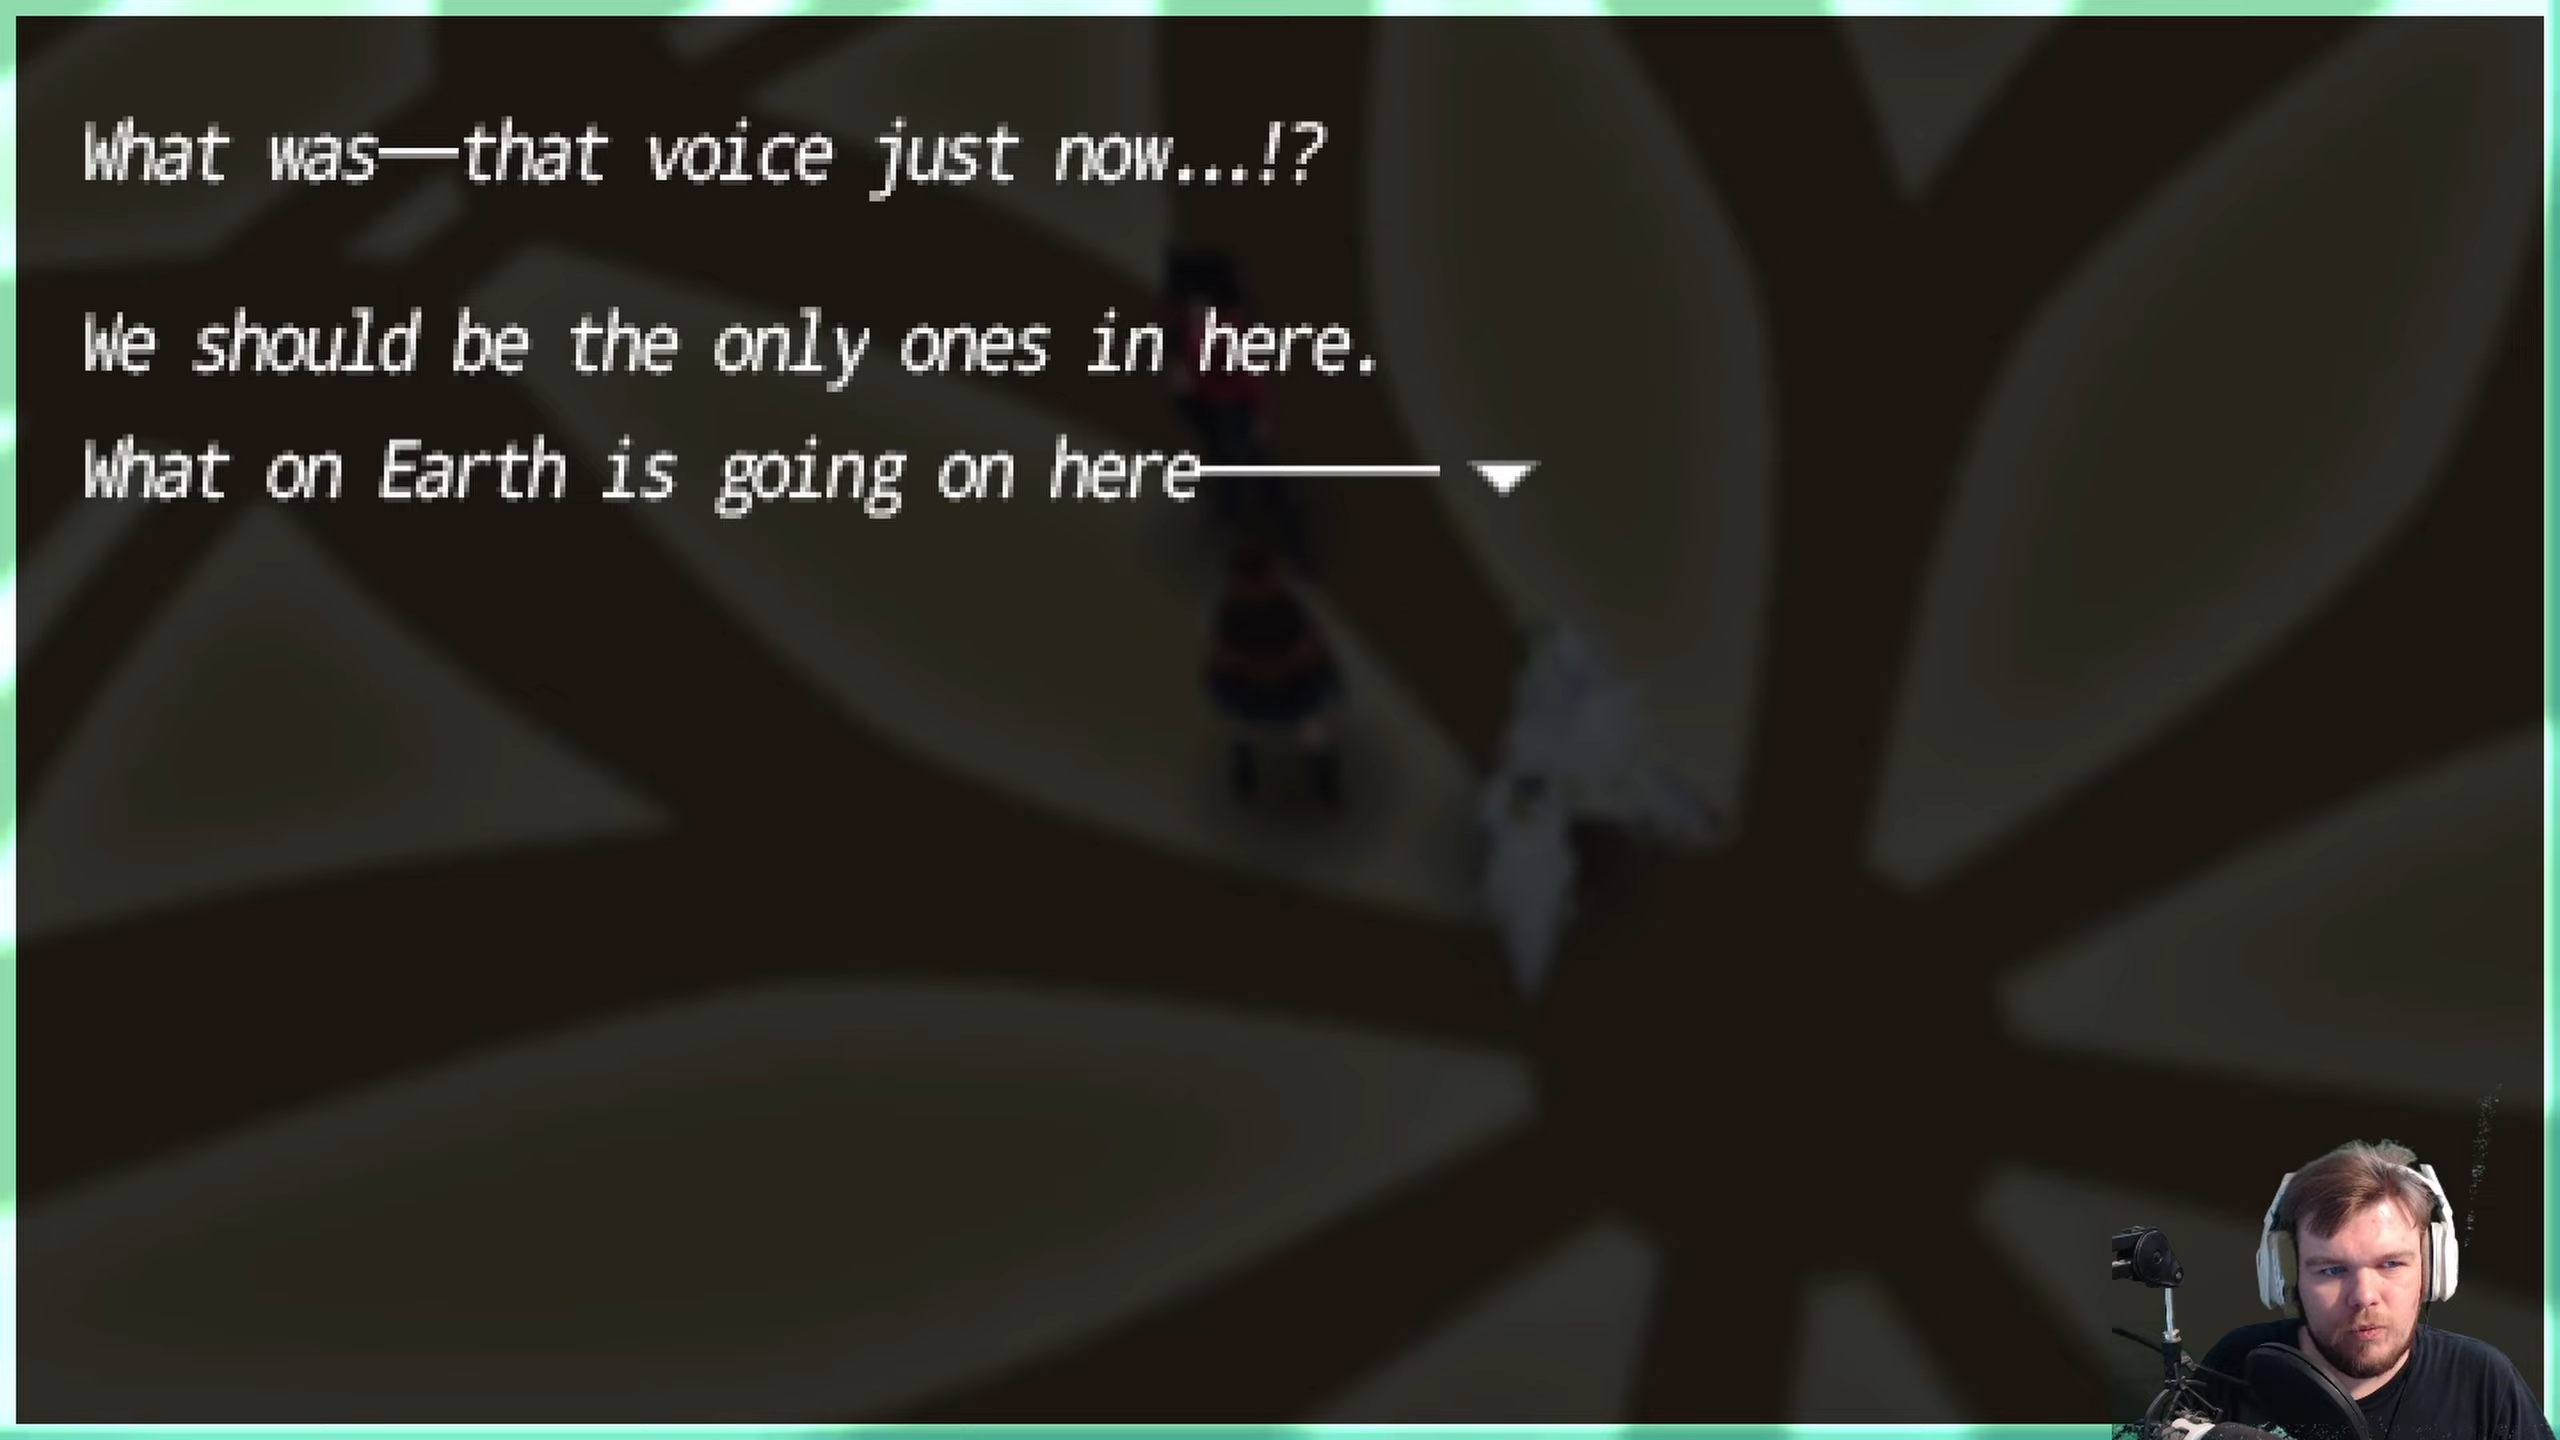 What was──that voice just now...!?
We should be the only ones in here.
What on Earth is going on here──────